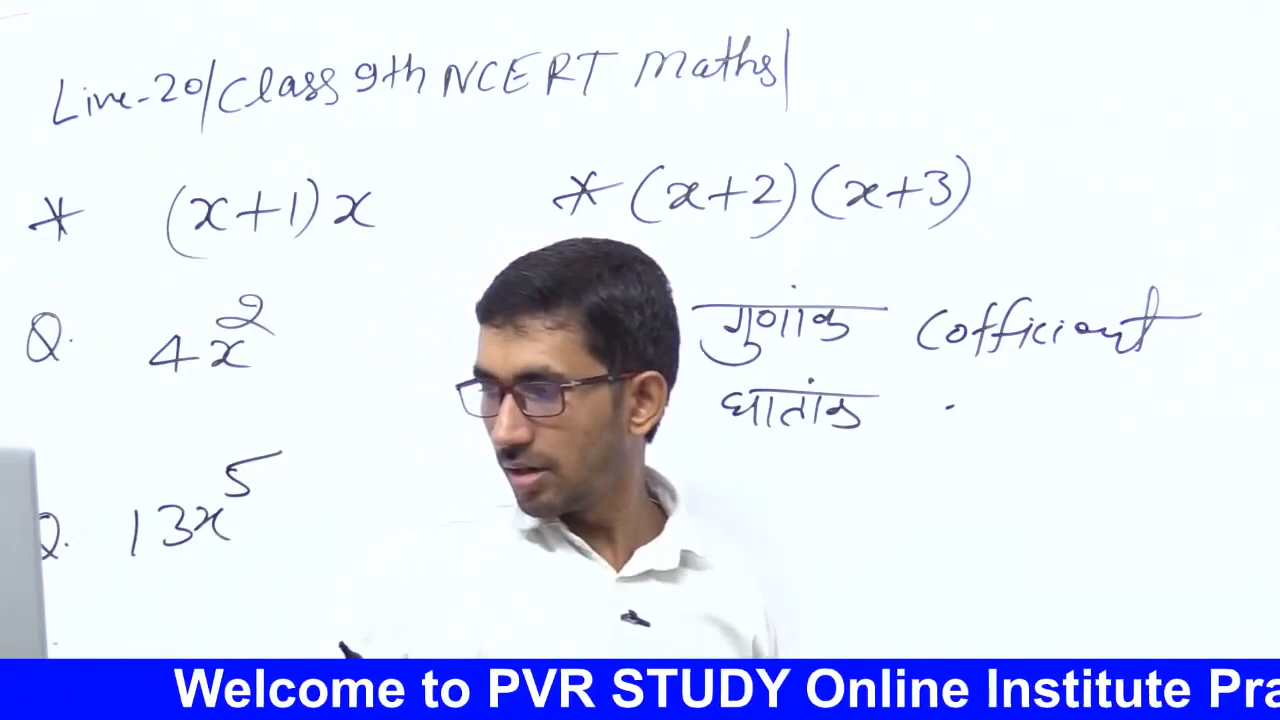 Live-20/Class 9th NCERT Maths/
* (x+1)x * (x+2)(x+3)
Q. 4x²
गुणांक Cofficient
घातांक -
Q. 13x⁵
Welcome to PVR STUDY Online Institute Pra